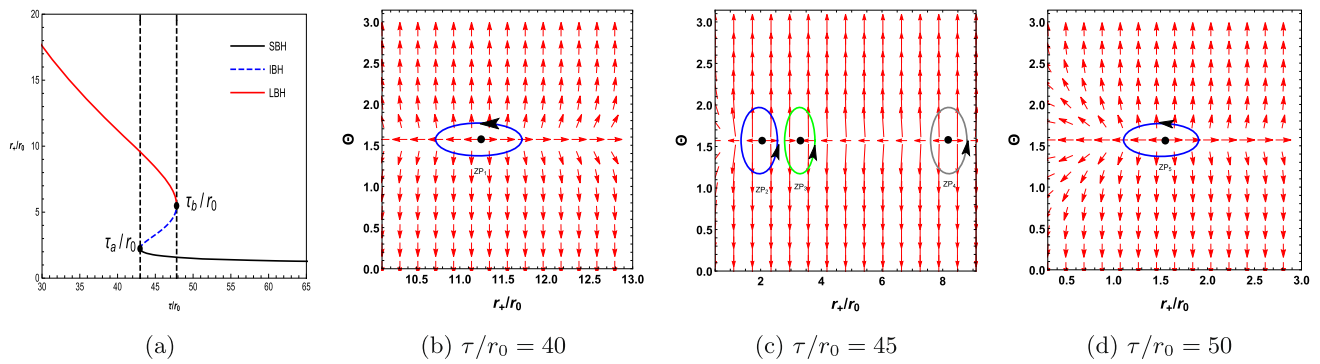 20
15
10
5
0
r₊/r₀
30 35 40 45 50 55 60 65
τ/r₀
SBH
IBH
LBH
τ_b/r₀
τ_a/r₀
(a)
3.0
2.5
2.0
1.5
1.0
0.5
0.0
Θ
ZP₁
10.5 11.0 11.5 12.0 12.5 13.0
r₊/r₀
(b) τ/r₀ = 40
3.0
2.5
2.0
1.5
1.0
0.5
0.0
Θ
ZP₂ ZP₃ ZP₄
2 4 6 8
r₊/r₀
(c) τ/r₀ = 45
3.0
2.5
2.0
1.5
1.0
0.5
0.0
Θ
ZP₅
0.5 1.0 1.5 2.0 2.5 3.0
r₊/r₀
(d) τ/r₀ = 50